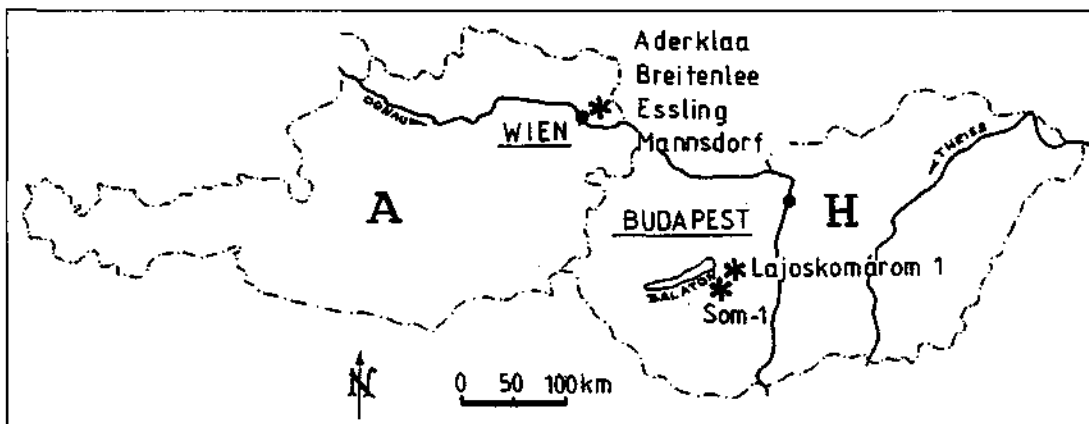 Aderklaa
Breitenlee
Essling
Mannsdorf
DONAU
WIEN
THEISS
A
BUDAPEST
H
BALATON
Lajoskomárom 1
Som-1
N
0 50 100km